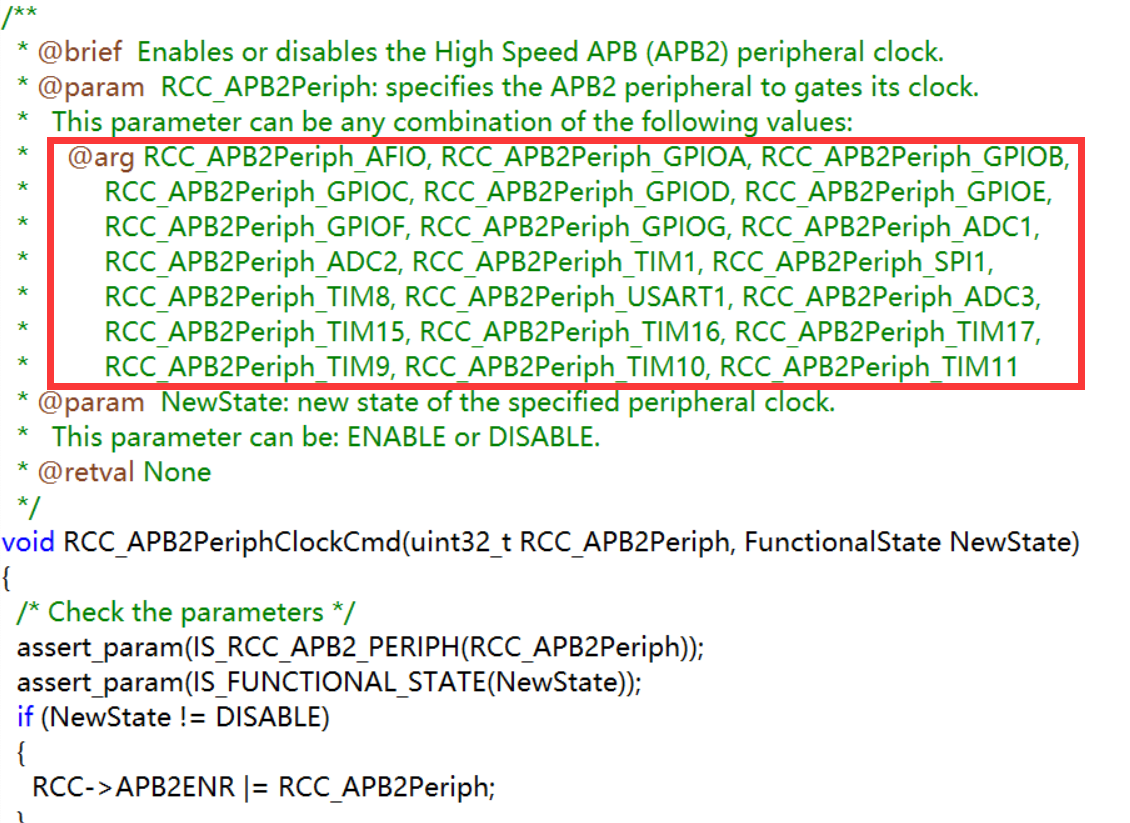 /**
* @brief Enables or disables the High Speed APB (APB2) peripheral clock.
* @param RCC_APB2Periph: specifies the APB2 peripheral to gates its clock.
* This parameter can be any combination of the following values:
* @arg RCC_APB2Periph_AFIO, RCC_APB2Periph_GPIOA, RCC_APB2Periph_GPIOB,
* RCC_APB2Periph_GPIOC, RCC_APB2Periph_GPIOD, RCC_APB2Periph_GPIOE,
* RCC_APB2Periph_GPIOF, RCC_APB2Periph_GPIOG, RCC_APB2Periph_ADC1,
* RCC_APB2Periph_ADC2, RCC_APB2Periph_TIM1, RCC_APB2Periph_SPI1,
* RCC_APB2Periph_TIM8, RCC_APB2Periph_USART1, RCC_APB2Periph_ADC3,
* RCC_APB2Periph_TIM15, RCC_APB2Periph_TIM16, RCC_APB2Periph_TIM17,
* RCC_APB2Periph_TIM9, RCC_APB2Periph_TIM10, RCC_APB2Periph_TIM11
* @param NewState: new state of the specified peripheral clock.
* This parameter can be: ENABLE or DISABLE.
* @retval None
*/
void RCC_APB2PeriphClockCmd(uint32_t RCC_APB2Periph, FunctionalState NewState)
{
/* Check the parameters */
assert_param(IS_RCC_APB2_PERIPH(RCC_APB2Periph));
assert_param(IS_FUNCTIONAL_STATE(NewState));
if (NewState != DISABLE)
{
RCC->APB2ENR |= RCC_APB2Periph;
}